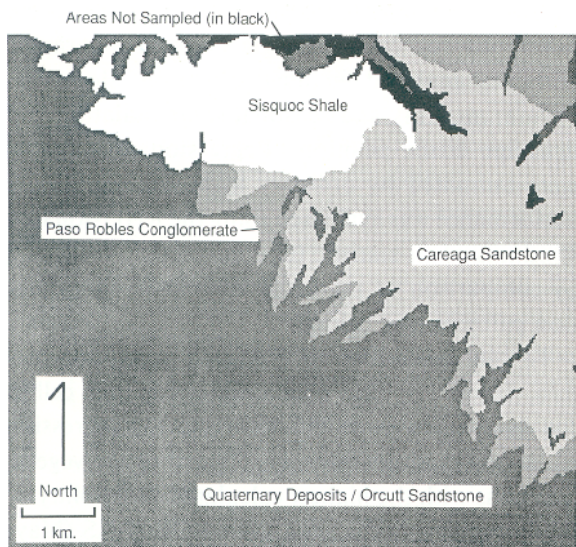 Areas Not Sampled (in black)
Sisquoc Shale
Paso Robles Conglomerate
Careaga Sandstone
North
Quaternary Deposits / Orcutt Sandstone
1 km.